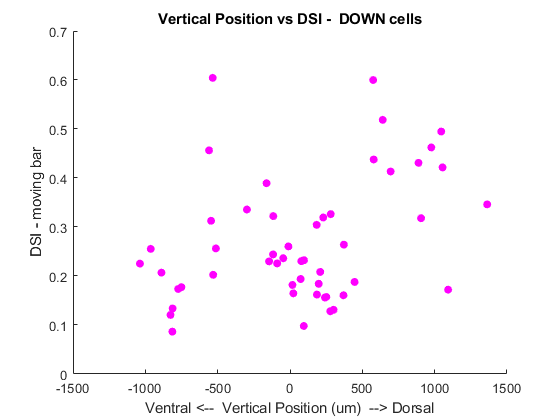 Vertical Position vs DSI -  DOWN cells
0.7
0.6
0.5
0.4
0.3
0.2
0.1
0
DSI - moving bar
-1500 -1000 -500 0 500 1000 1500
Ventral <--  Vertical Position (um)  --> Dorsal